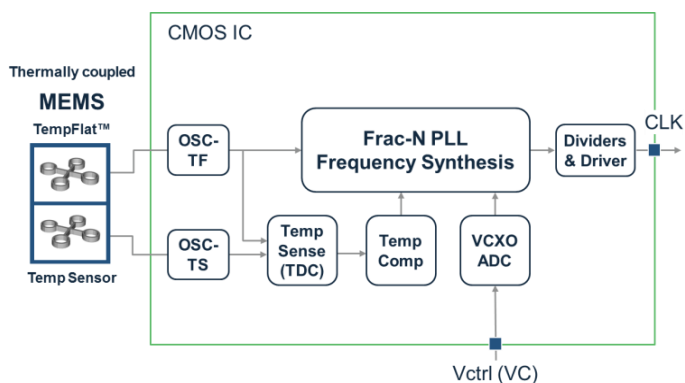 CMOS IC
Thermally coupled
MEMS
TempFlat™
OSC-
TF
Frac-N PLL
Frequency Synthesis
Dividers
& Driver
CLK
OSC-
TS
Temp
Sense
(TDC)
Temp
Comp
VCXO
ADC
Temp Sensor
Vctrl (VC)